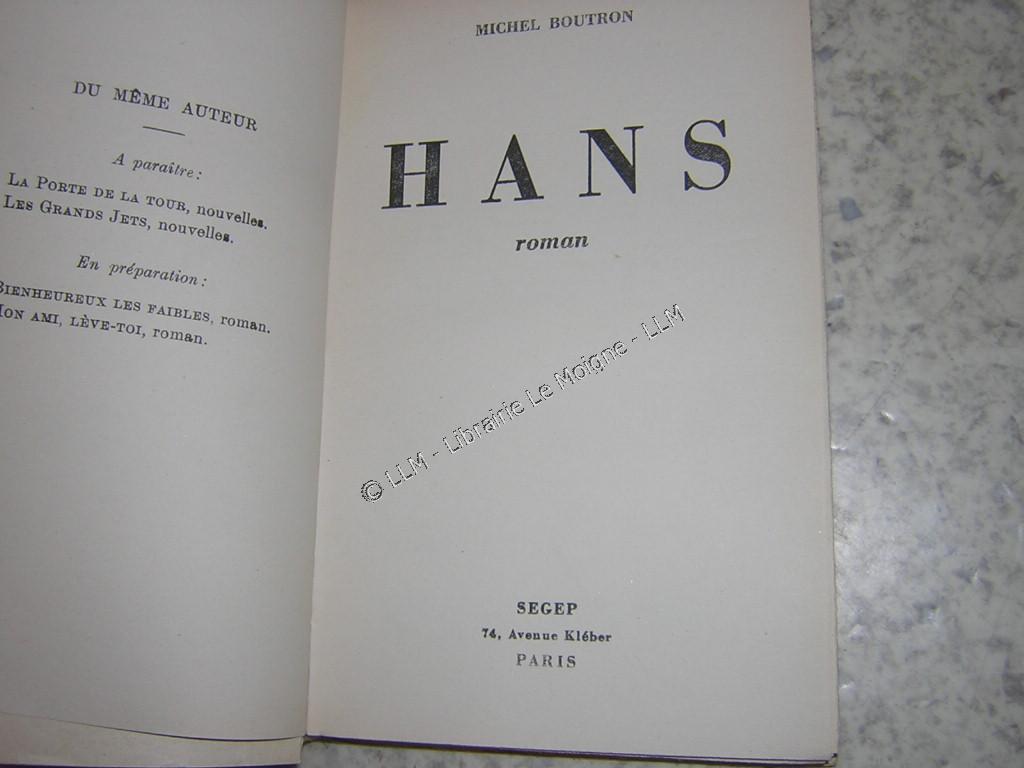 DU MÊME AUTEUR
A paraître:
LA PORTE DE LA TOUR, nouvelles.
LES GRANDS JETS, nouvelles.
En préparation:
BIENHEUREUX LES FAIBLES, roman.
MON AMI, LÈVE-TOI, roman.
MICHEL BOUTRON
HANS
roman
© LLM - Librairie Le Moigne - LLM
SEGEP
74, Avenue Kléber
PARIS